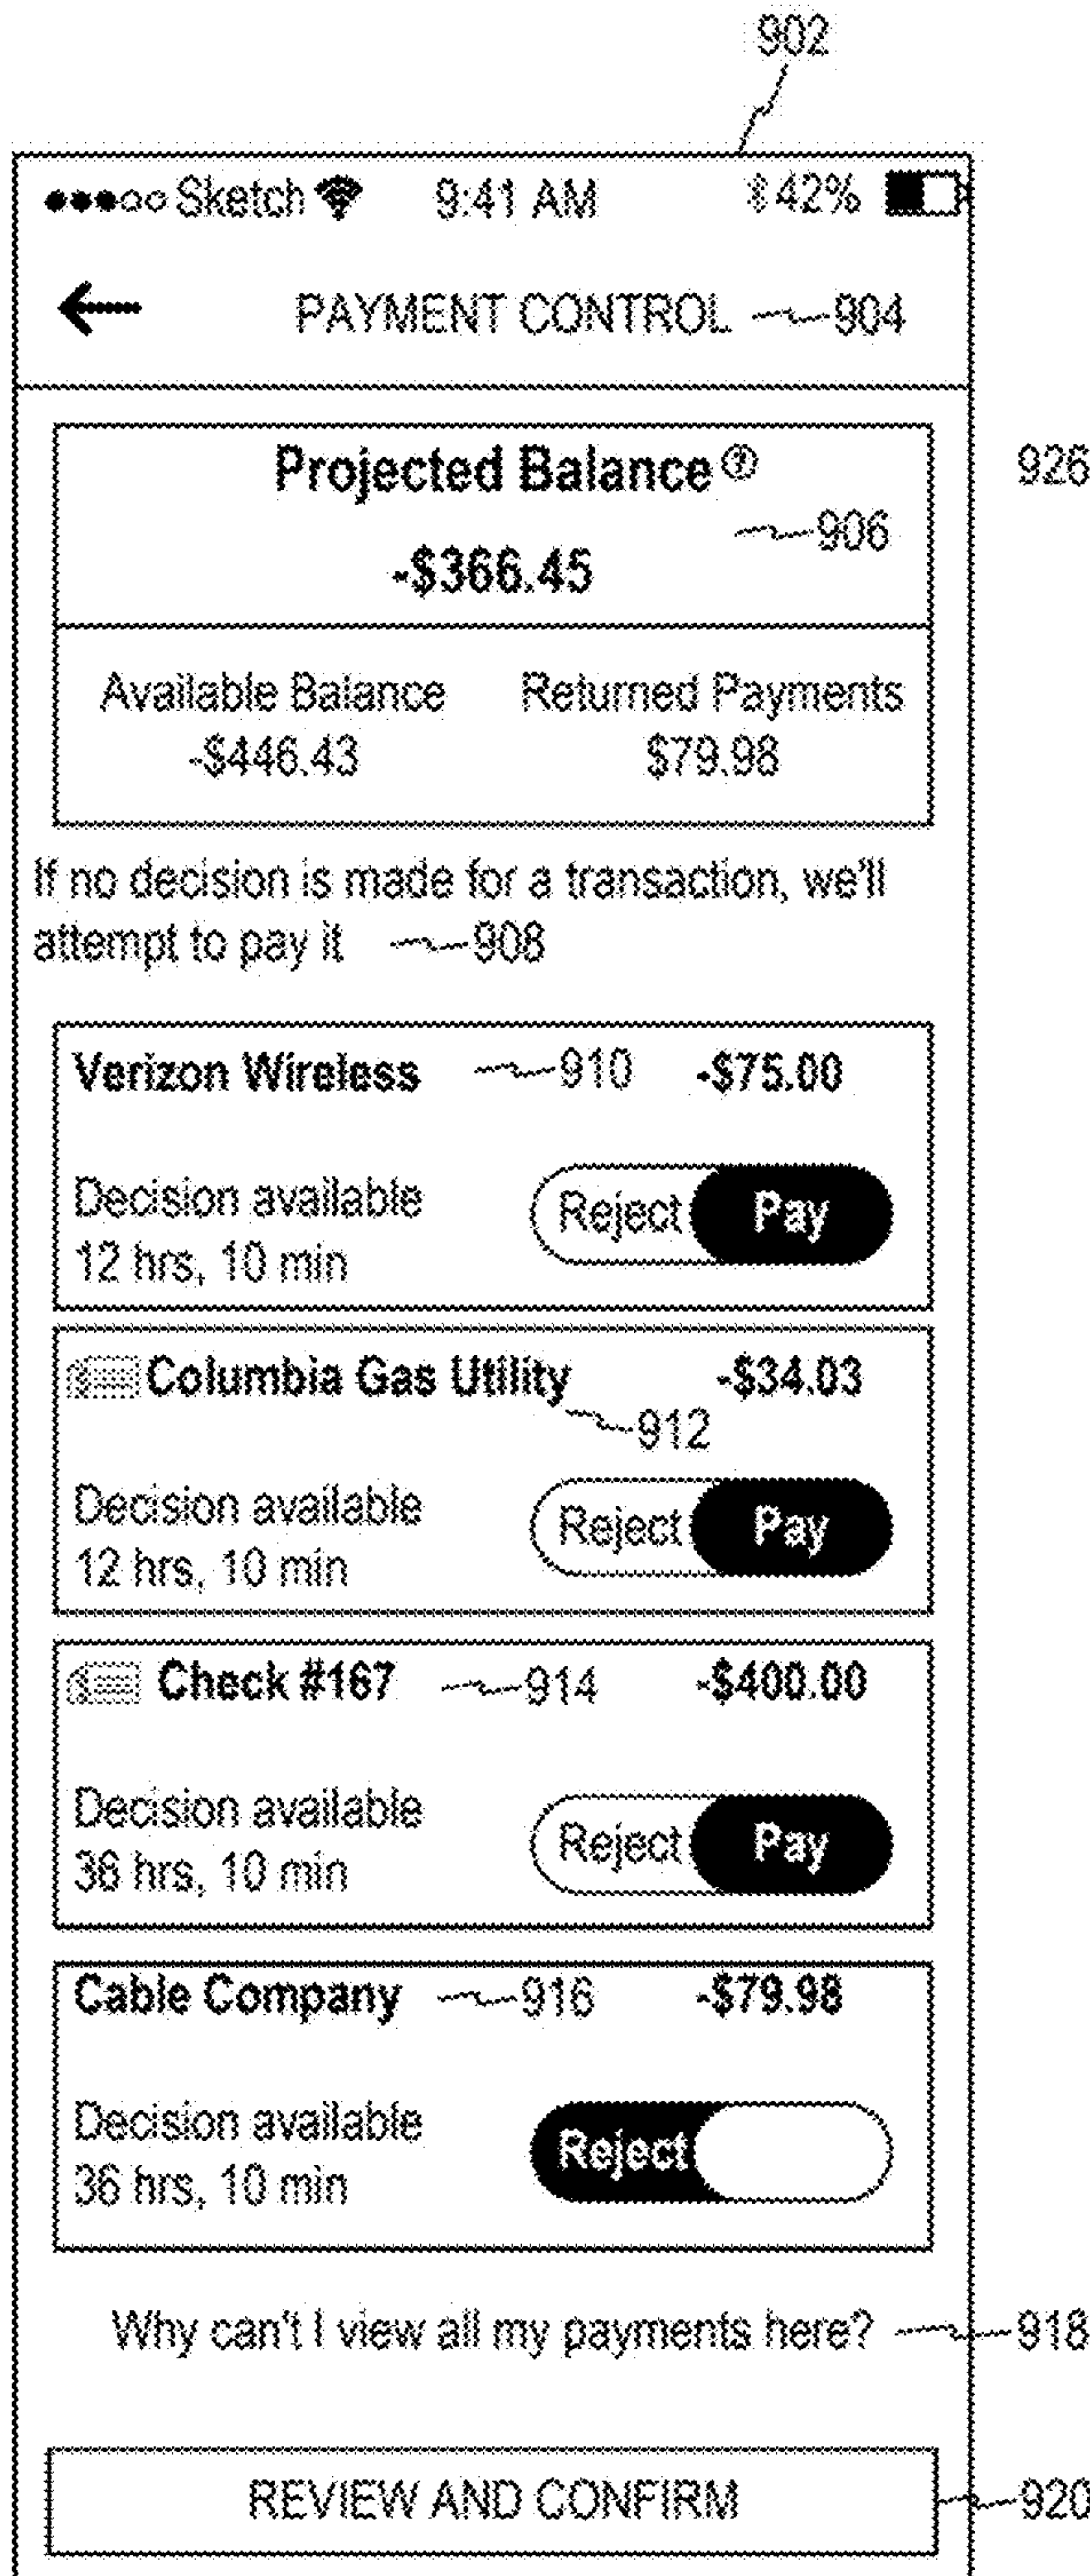 902
Sketch 9:41 AM 42%
PAYMENT CONTROL 904
Projected Balance ?
926
906
-$366.45
Available Balance Returned Payments
-$446.43 $79.98
If no decision is made for a transaction, we'll
attempt to pay it 908
Verizon Wireless 910 -$75.00
Decision available
12 hrs, 10 min
Reject Pay
Columbia Gas Utility -$34.03
912
Decision available
12 hrs, 10 min
Reject Pay
Check #167 914 -$400.00
Decision available
36 hrs, 10 min
Reject Pay
Cable Company 916 -$79.98
Decision available
36 hrs, 10 min
Reject
Why can't I view all my payments here? 918
REVIEW AND CONFIRM 920